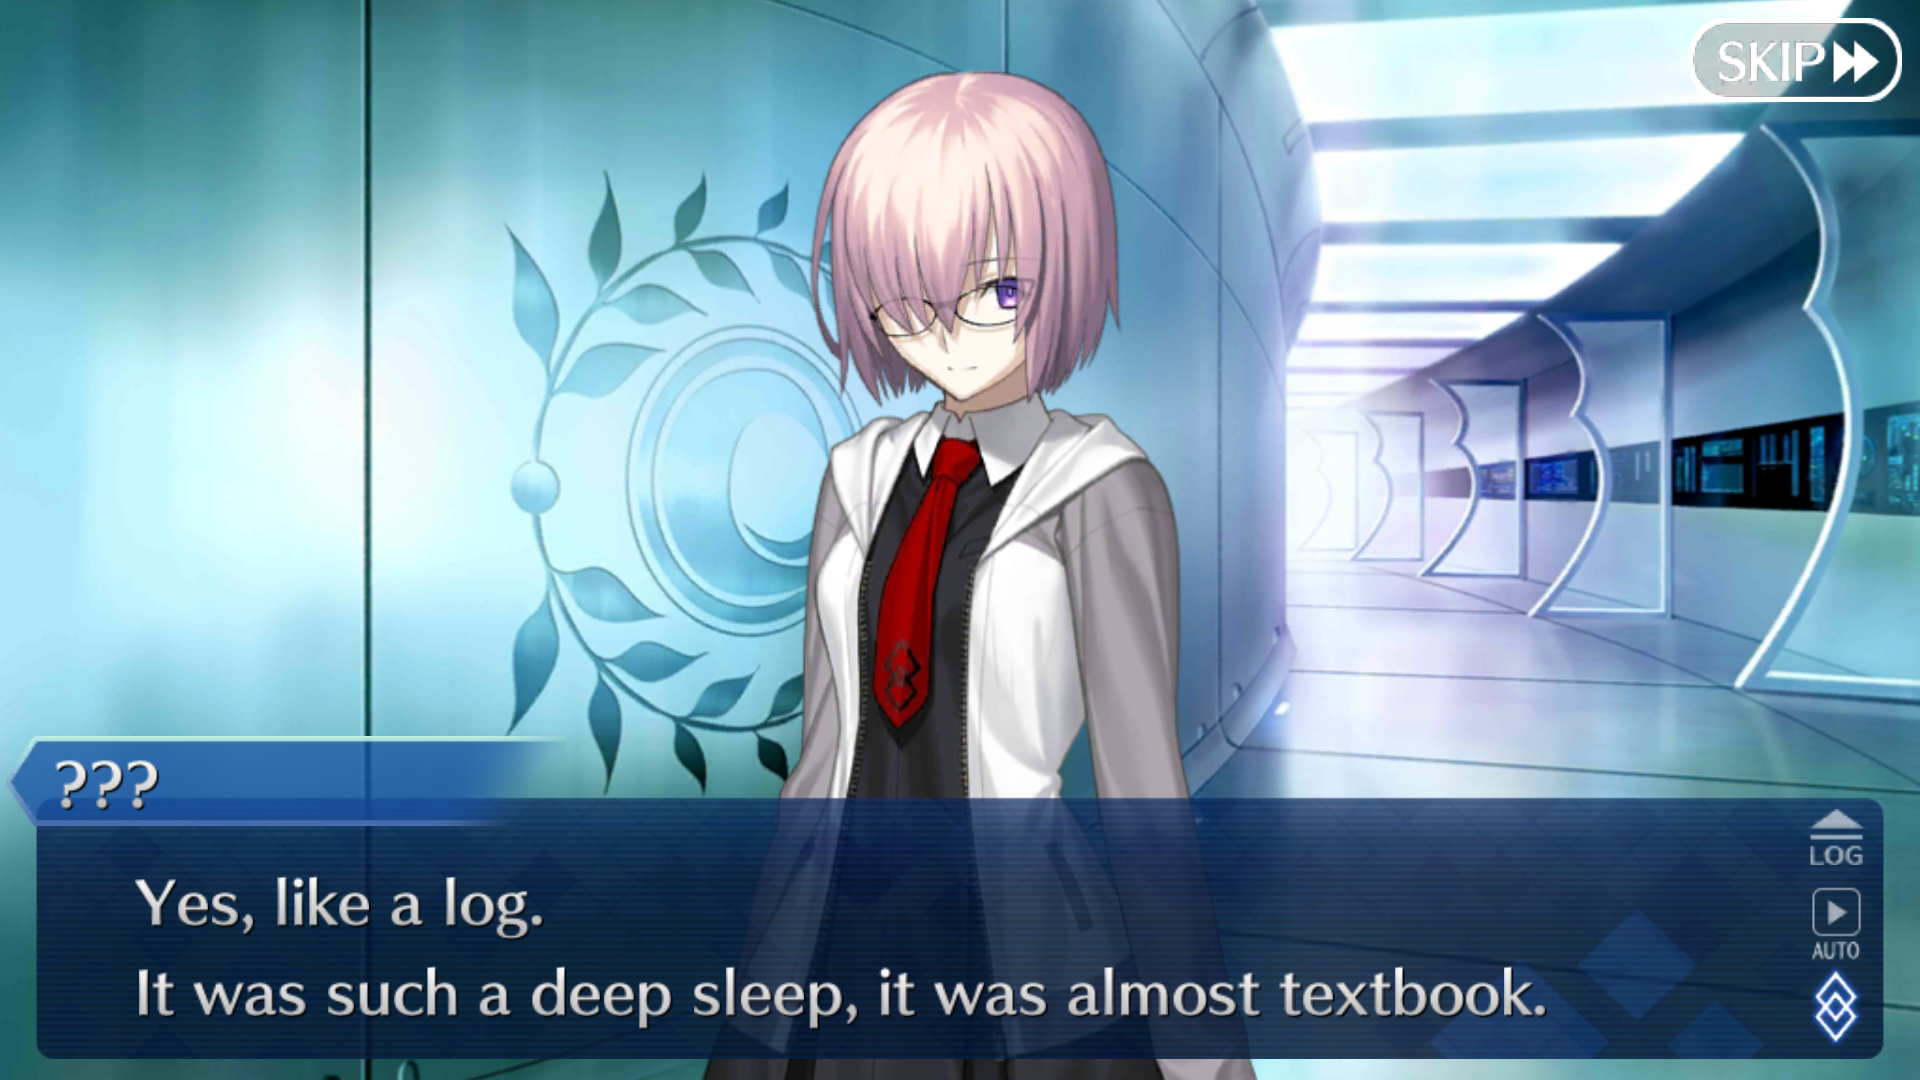 SKIP
???
Yes, like a log.
It was such a deep sleep, it was almost textbook.
LOG
AUTO